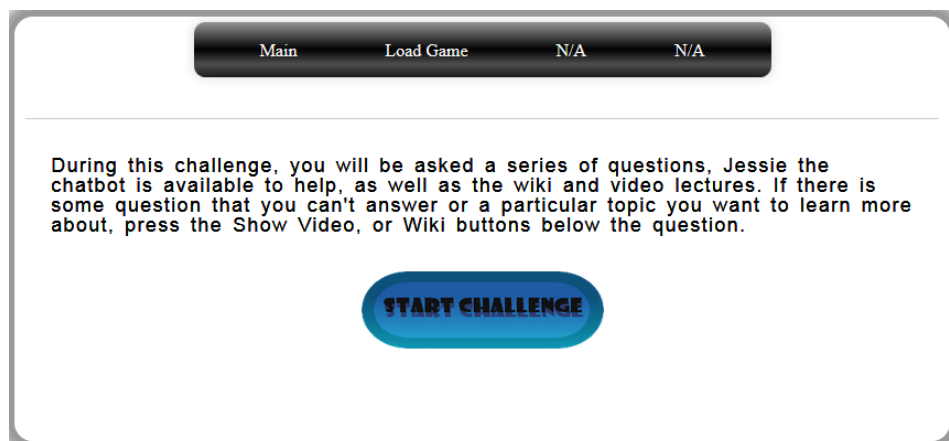 Main Load Game N/A N/A
During this challenge, you will be asked a series of questions, Jessie the
chatbot is available to help, as well as the wiki and video lectures. If there is
some question that you can't answer or a particular topic you want to learn more
about, press the Show Video, or Wiki buttons below the question.
START CHALLENGE